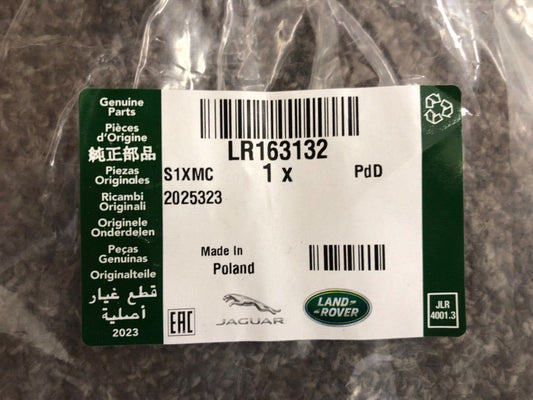 Genuine
Parts
Pièces
d'Origine
純正部品
Piezas
Originales
Ricambi
Originali
Originele
Onderdelen
Peças
Genuinas
Originalteile
قطع غيار
أصلية
2023
LR163132
S1XMC 1 x PdD
2025323
Made In
Poland
EAC
JAGUAR
LAND
ROVER
JLR
4001.3